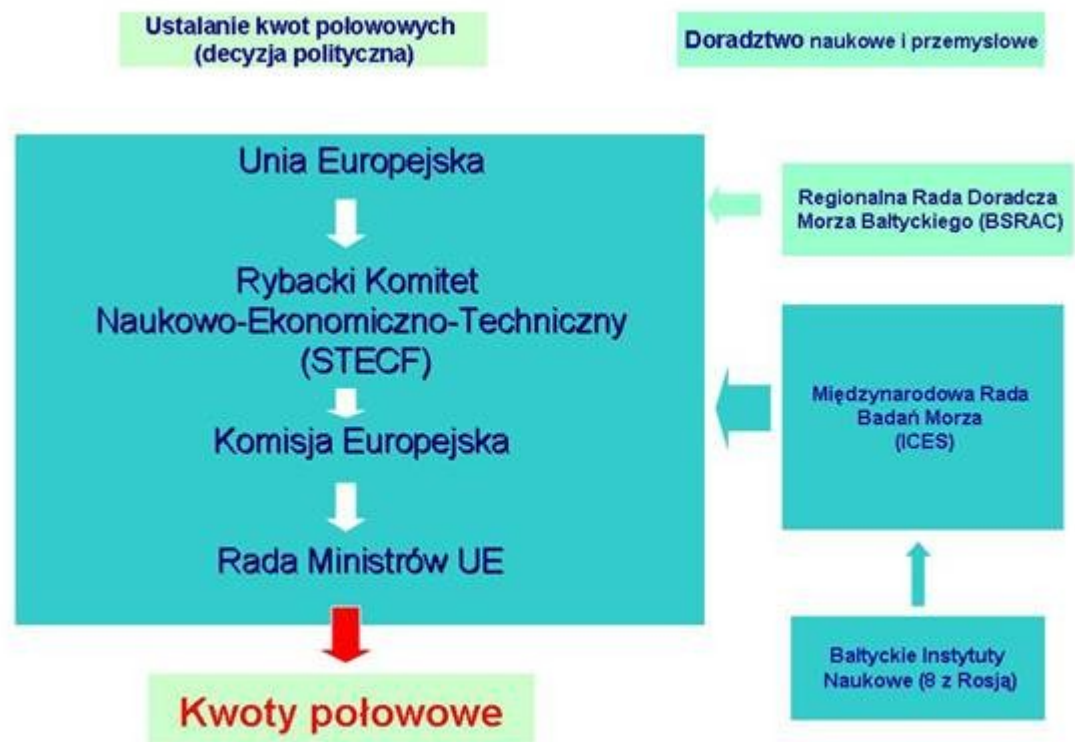 Ustalanie kwot połowowych
(decyzja polityczna)
Doradztwo naukowe i przemysłowe
Unia Europejska
Rybacki Komitet
Naukowo-Ekonomiczno-Techniczny
(STECF)
Komisja Europejska
Rada Ministrów UE
Kwoty połowowe
Regionalna Rada Doradcza
Morza Bałtyckiego (BSRAC)
Międzynarodowa Rada
Badań Morza
(ICES)
Bałtyckie Instytuty
Naukowe (8 z Rosją)